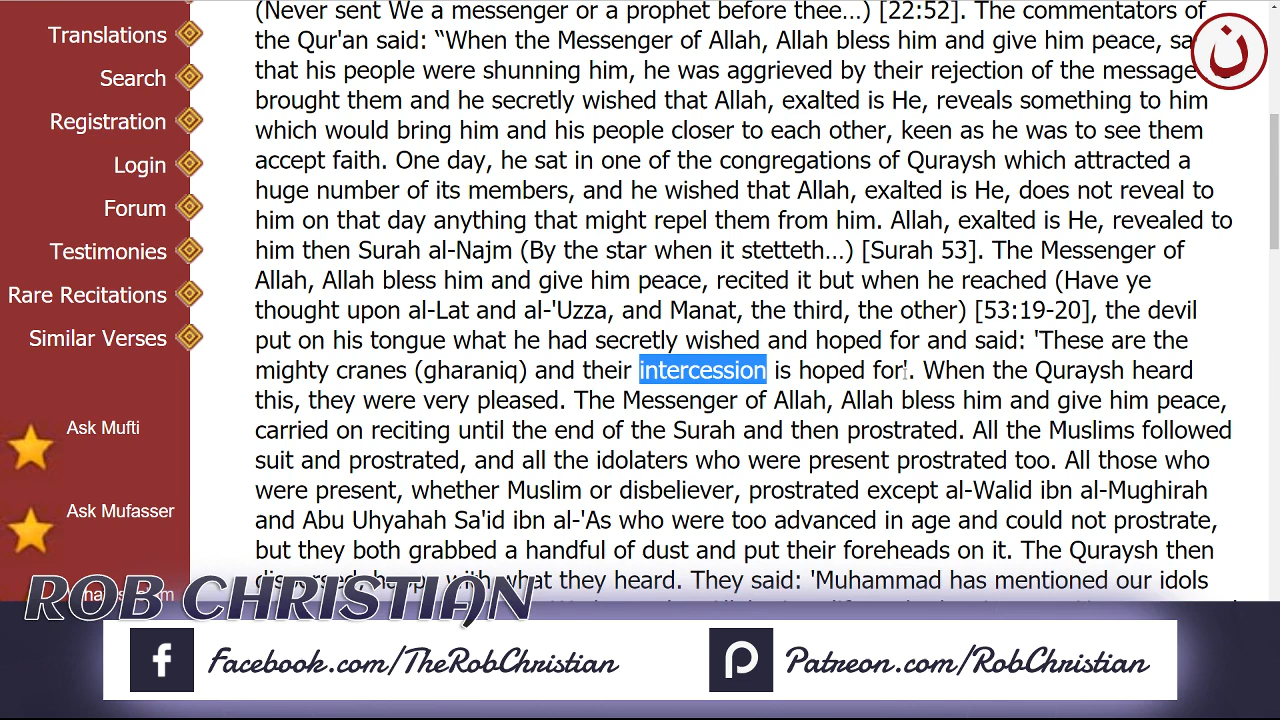 Translations
Search
Registration
Login
Forum
Testimonies
Rare Recitations
Similar Verses
Ask Mufti
Ask Mufasser
(Never sent We a messenger or a prophet before thee…) [22:52]. The commentators of
the Qur'an said: “When the Messenger of Allah, Allah bless him and give him peace, sa
that his people were shunning him, he was aggrieved by their rejection of the message
brought them and he secretly wished that Allah, exalted is He, reveals something to him
which would bring him and his people closer to each other, keen as he was to see them
accept faith. One day, he sat in one of the congregations of Quraysh which attracted a
huge number of its members, and he wished that Allah, exalted is He, does not reveal to
him on that day anything that might repel them from him. Allah, exalted is He, revealed to
him then Surah al-Najm (By the star when it stetteth…) [Surah 53]. The Messenger of
Allah, Allah bless him and give him peace, recited it but when he reached (Have ye
thought upon al-Lat and al-'Uzza, and Manat, the third, the other) [53:19-20], the devil
put on his tongue what he had secretly wished and hoped for and said: 'These are the
mighty cranes (gharaniq) and their intercession is hoped for'. When the Quraysh heard
this, they were very pleased. The Messenger of Allah, Allah bless him and give him peace,
carried on reciting until the end of the Surah and then prostrated. All the Muslims followed
suit and prostrated, and all the idolaters who were present prostrated too. All those who
were present, whether Muslim or disbeliever, prostrated except al-Walid ibn al-Mughirah
and Abu Uhyahah Sa'id ibn al-'As who were too advanced in age and could not prostrate,
but they both grabbed a handful of dust and put their foreheads on it. The Quraysh then
with what they heard. They said: 'Muhammad has mentioned our idols
ن
ROB CHRISTIAN
Facebook.com/TheRobChristian
Patreon.com/RobChristian